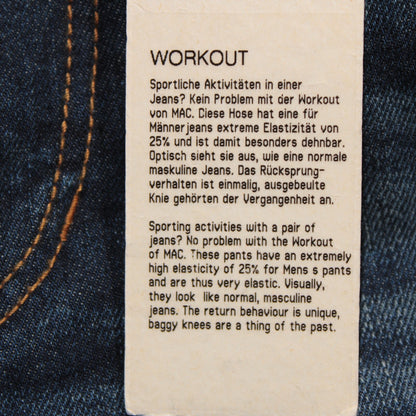 WORKOUT
Sportliche Aktivitäten in einer
Jeans? Kein Problem mit der Workout
von MAC. Diese Hose hat eine für
Männerjeans extreme Elastizität von
25% und ist damit besonders dehnbar.
Optisch sieht sie aus, wie eine normale
maskuline Jeans. Das Rücksprung-
verhalten ist einmalig, ausgebeulte
Knie gehörten der Vergangenheit an.
Sporting activities with a pair of
jeans? No problem with the Workout
of MAC. These pants have an extremely
high elasticity of 25% for Mens s pants
and are thus very elastic. Visually,
they look like normal, masculine
jeans. The return behaviour is unique,
baggy knees are a thing of the past.